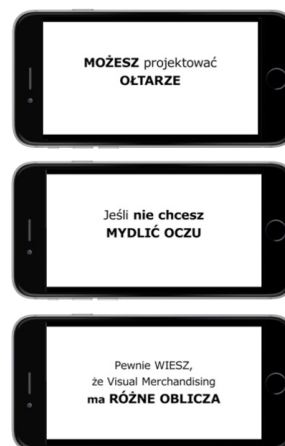 MOŻESZ projektować
OŁTARZE
Jeśli nie chcesz
MYDLIĆ OCZU
Pewnie WIESZ,
że Visual Merchandising
ma RÓŻNE OBLICZA